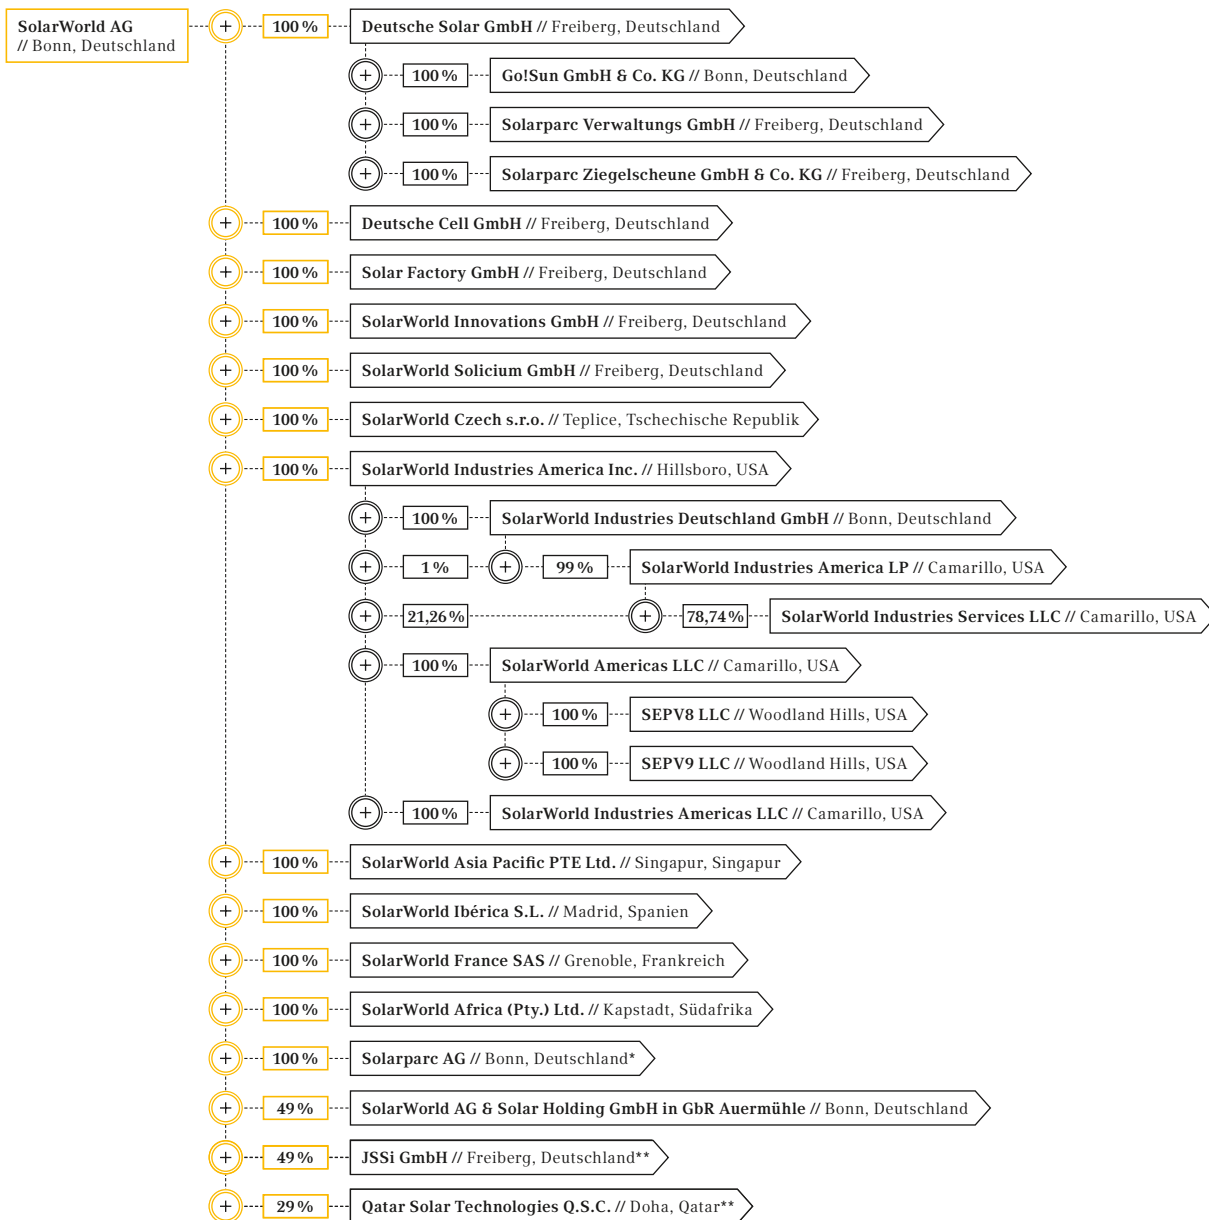 SolarWorld AG
// Bonn, Deutschland
+ 100 % Deutsche Solar GmbH // Freiberg, Deutschland
+ 100 % Go!Sun GmbH & Co. KG // Bonn, Deutschland
+ 100 % Solarparc Verwaltungs GmbH // Freiberg, Deutschland
+ 100 % Solarparc Ziegelscheune GmbH & Co. KG // Freiberg, Deutschland
+ 100 % Deutsche Cell GmbH // Freiberg, Deutschland
+ 100 % Solar Factory GmbH // Freiberg, Deutschland
+ 100 % SolarWorld Innovations GmbH // Freiberg, Deutschland
+ 100 % SolarWorld Solicium GmbH // Freiberg, Deutschland
+ 100 % SolarWorld Czech s.r.o. // Teplice, Tschechische Republik
+ 100 % SolarWorld Industries America Inc. // Hillsboro, USA
+ 100 % SolarWorld Industries Deutschland GmbH // Bonn, Deutschland
+ 1 % + 99 % SolarWorld Industries America LP // Camarillo, USA
+ 21,26 % + 78,74 % SolarWorld Industries Services LLC // Camarillo, USA
+ 100 % SolarWorld Americas LLC // Camarillo, USA
+ 100 % SEPV8 LLC // Woodland Hills, USA
+ 100 % SEPV9 LLC // Woodland Hills, USA
+ 100 % SolarWorld Industries Americas LLC // Camarillo, USA
+ 100 % SolarWorld Asia Pacific PTE Ltd. // Singapur, Singapur
+ 100 % SolarWorld Ibérica S.L. // Madrid, Spanien
+ 100 % SolarWorld France SAS // Grenoble, Frankreich
+ 100 % SolarWorld Africa (Pty.) Ltd. // Kapstadt, Südafrika
+ 100 % Solarparc AG // Bonn, Deutschland*
+ 49 % SolarWorld AG & Solar Holding GmbH in GbR Auermühle // Bonn, Deutschland
+ 49 % JSSi GmbH // Freiberg, Deutschland**
+ 29 % Qatar Solar Technologies Q.S.C. // Doha, Qatar**